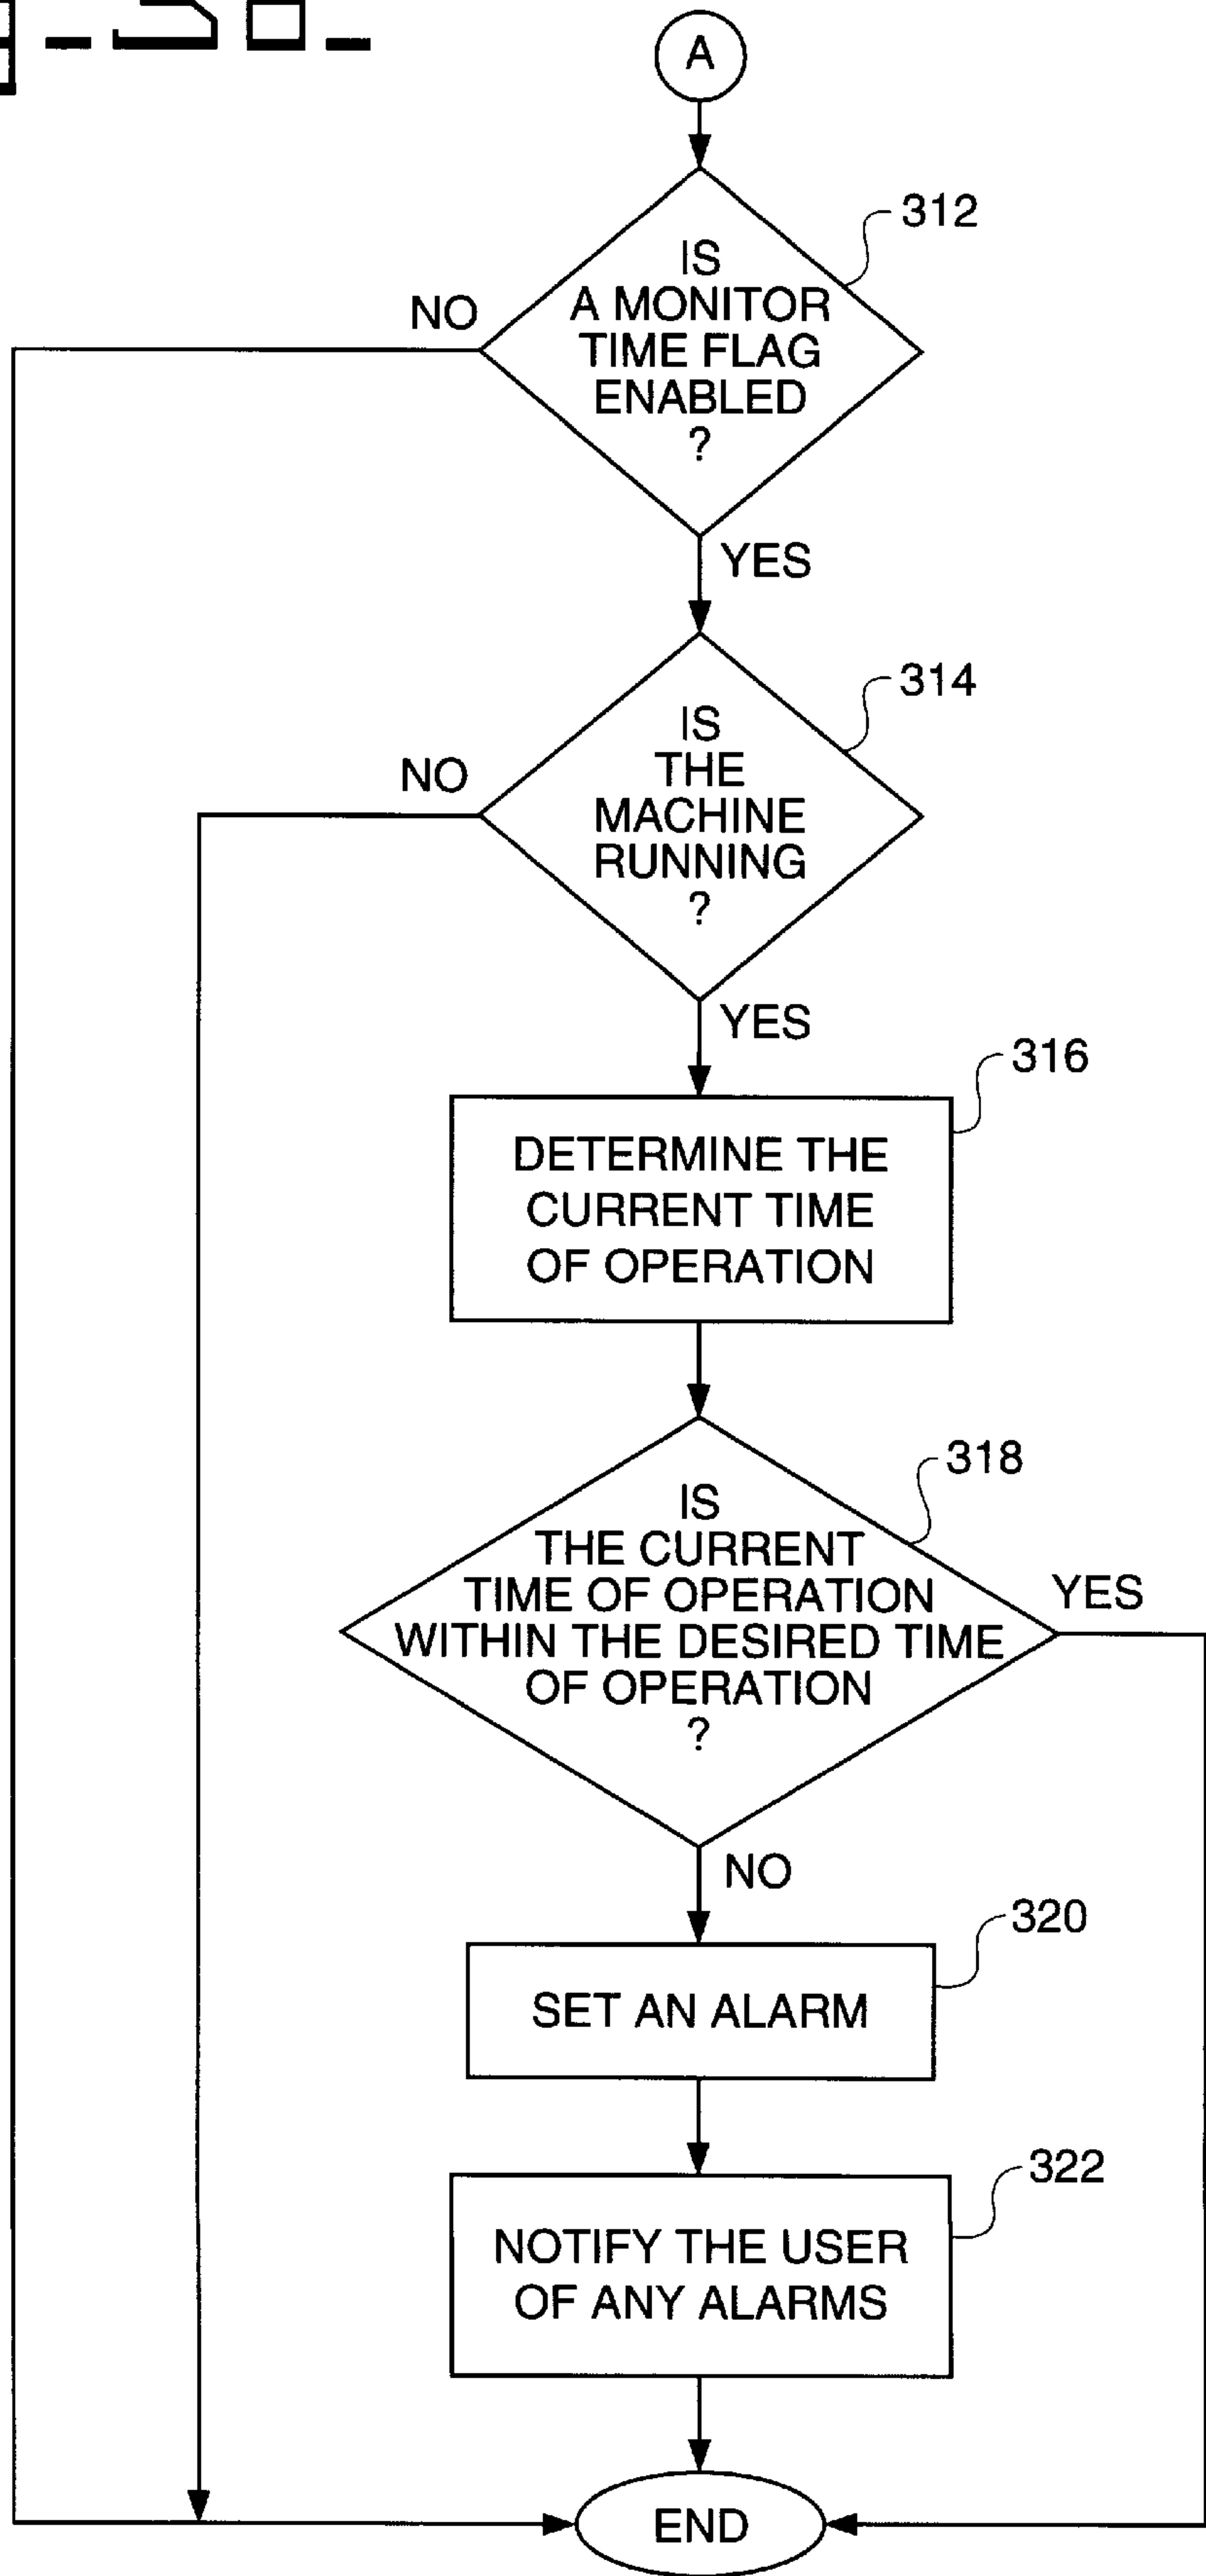 A
312
IS
A MONITOR
TIME FLAG
ENABLED
?
NO
YES
314
IS
THE
MACHINE
RUNNING
?
NO
YES
316
DETERMINE THE
CURRENT TIME
OF OPERATION
318
IS
THE CURRENT
TIME OF OPERATION
WITHIN THE DESIRED TIME
OF OPERATION
?
YES
NO
320
SET AN ALARM
322
NOTIFY THE USER
OF ANY ALARMS
END